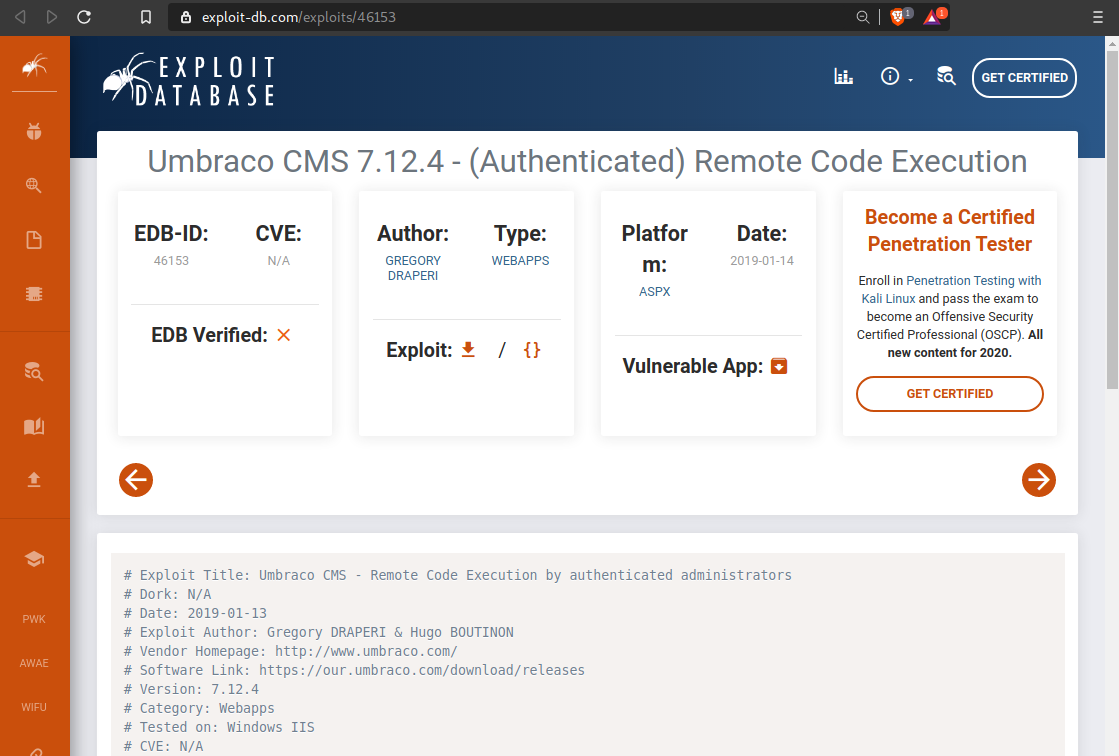 exploit-db.com/exploits/46153
1
1
EXPLOIT
DATABASE
GET CERTIFIED
Umbraco CMS 7.12.4 - (Authenticated) Remote Code Execution
EDB-ID:
46153
CVE:
N/A
EDB Verified:
Author:
GREGORY
DRAPERI
Type:
WEBAPPS
Exploit: / {}
Platfor
m:
ASPX
Date:
2019-01-14
Vulnerable App:
Become a Certified
Penetration Tester
Enroll in Penetration Testing with
Kali Linux and pass the exam to
become an Offensive Security
Certified Professional (OSCP). All
new content for 2020.
GET CERTIFIED
PWK
AWAE
WIFU
# Exploit Title: Umbraco CMS - Remote Code Execution by authenticated administrators
# Dork: N/A
# Date: 2019-01-13
# Exploit Author: Gregory DRAPERI & Hugo BOUTINON
# Vendor Homepage: http://www.umbraco.com/
# Software Link: https://our.umbraco.com/download/releases
# Version: 7.12.4
# Category: Webapps
# Tested on: Windows IIS
# CVE: N/A